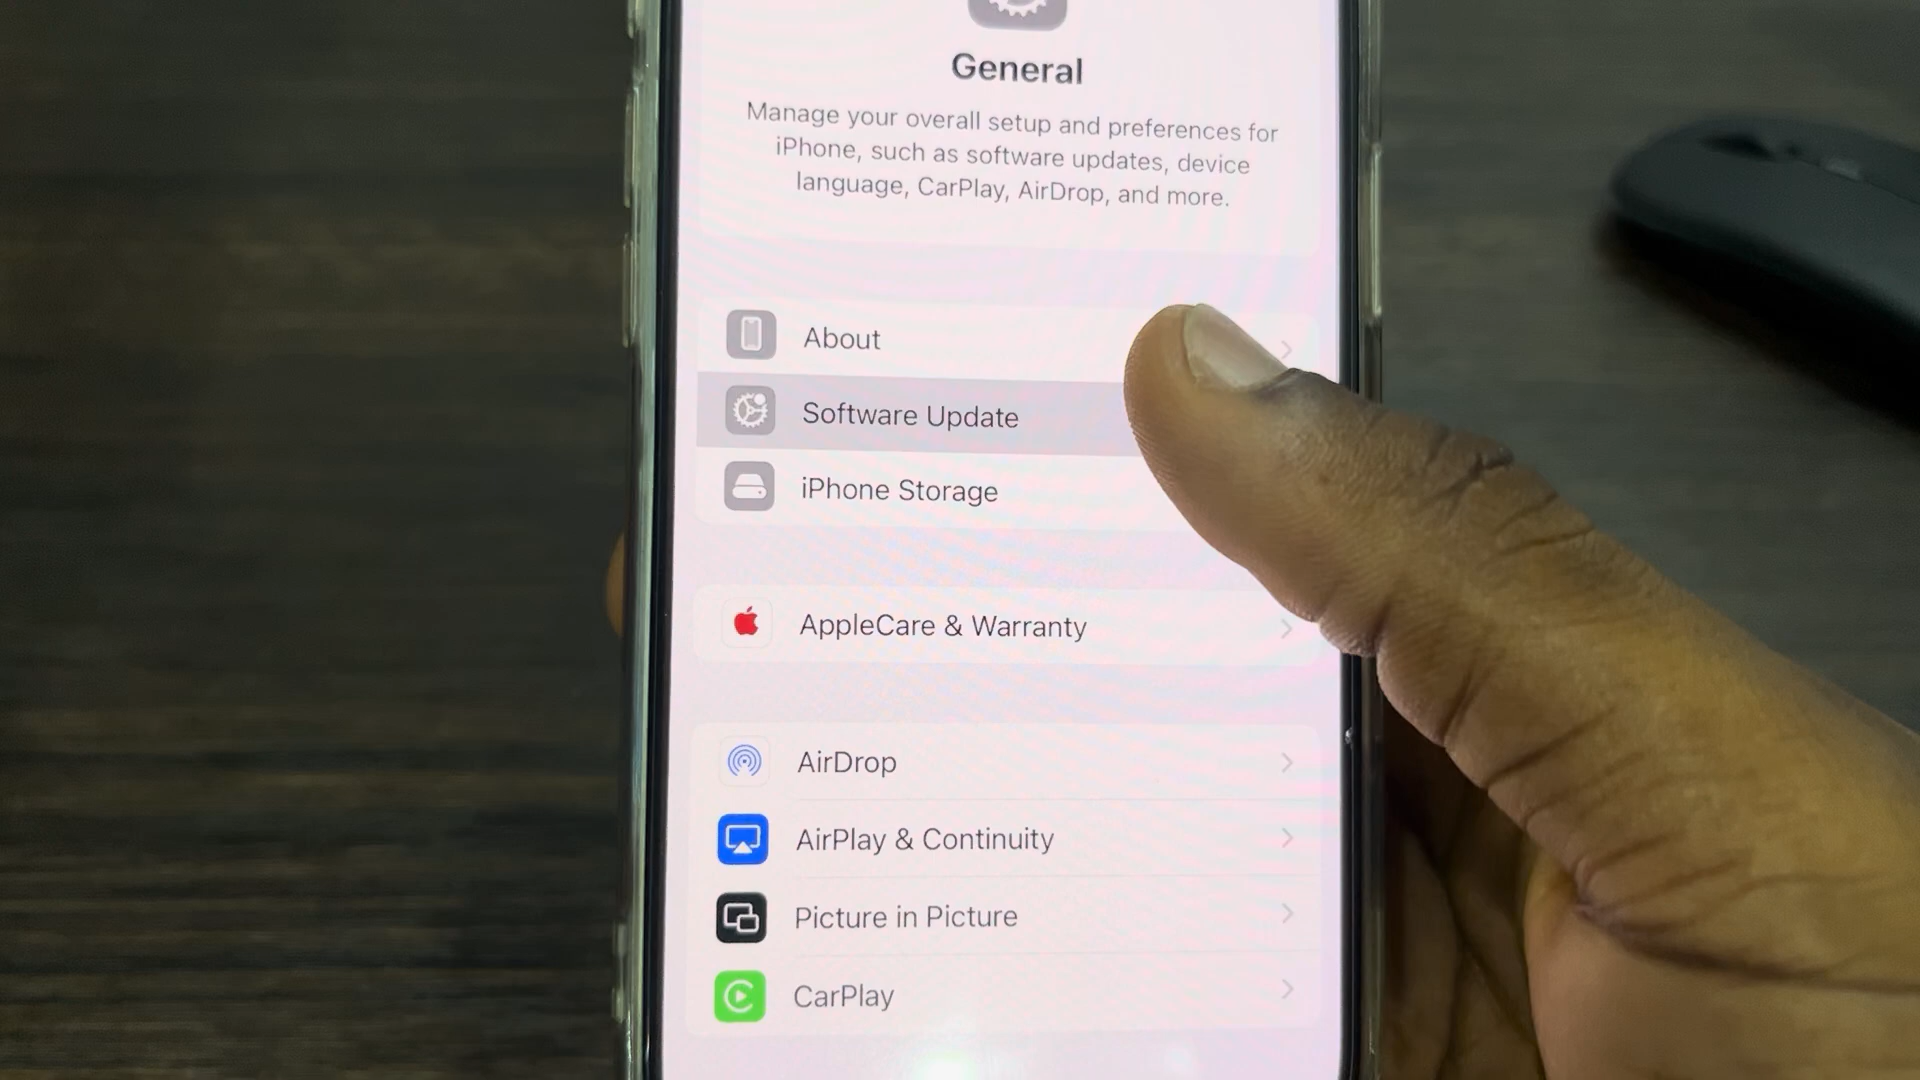 General
Manage your overall setup and preferences for
iPhone, such as software updates, device
language, CarPlay, AirDrop, and more.
About
Software Update
iPhone Storage
AppleCare & Warranty
AirDrop
AirPlay & Continuity
Picture in Picture
CarPlay